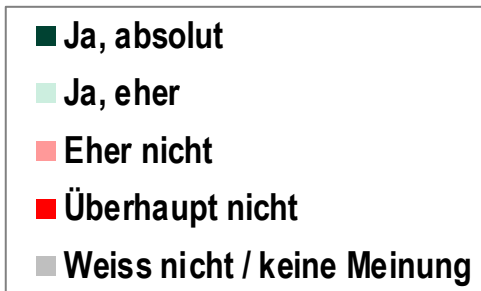 Ja, absolut
Ja, eher
Eher nicht
Überhaupt nicht
Weiss nicht / keine Meinung